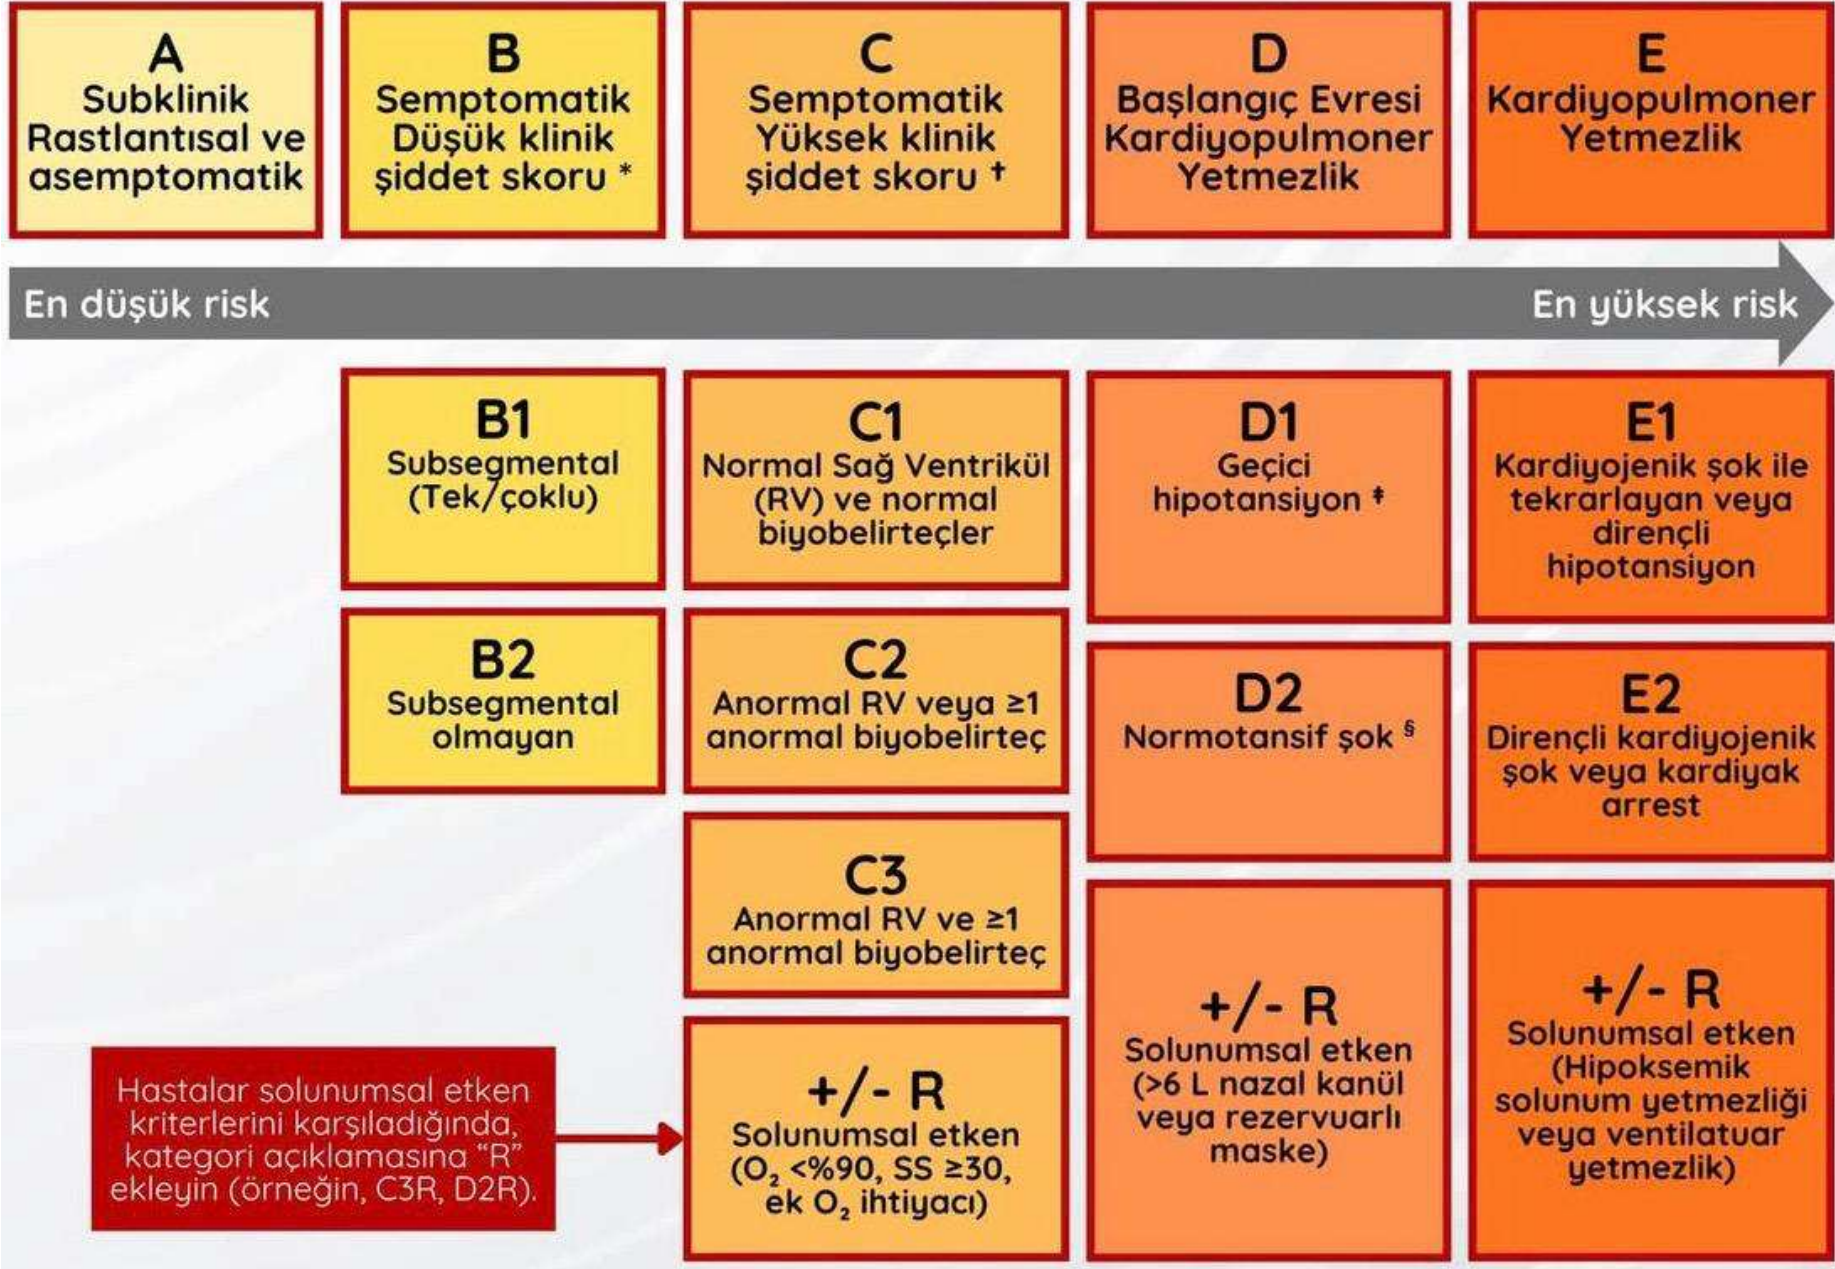 A
Subklinik
Rastlantısal ve
asemptomatik
B
Semptomatik
Düşük klinik
şiddet skoru *
C
Semptomatik
Yüksek klinik
şiddet skoru †
D
Başlangıç Evresi
Kardiyopulmoner
Yetmezlik
E
Kardiyopulmoner
Yetmezlik
En düşük risk
En yüksek risk
B1
Subsegmental
(Tek/çoklu)
B2
Subsegmental
olmayan
C1
Normal Sağ Ventrikül
(RV) ve normal
biyobelirteçler
C2
Anormal RV veya ≥1
anormal biyobelirteç
C3
Anormal RV ve ≥1
anormal biyobelirteç
+/- R
Solunumsal etken
(O₂ <%90, SS ≥30,
ek O₂ ihtiyacı)
D1
Geçici
hipotansiyon ‡
D2
Normotansif şok §
+/- R
Solunumsal etken
(>6 L nazal kanül
veya rezervuarlı
maske)
E1
Kardiyojenik şok ile
tekrarlayan veya
dirençli
hipotansiyon
E2
Dirençli kardiyojenik
şok veya kardiyak
arrest
+/- R
Solunumsal etken
(Hipoksemik
solunum yetmezliği
veya ventilatuar
yetmezlik)
Hastalar solunumsal etken
kriterlerini karşıladığında,
kategori açıklamasına “R”
ekleyin (örneğin, C3R, D2R).